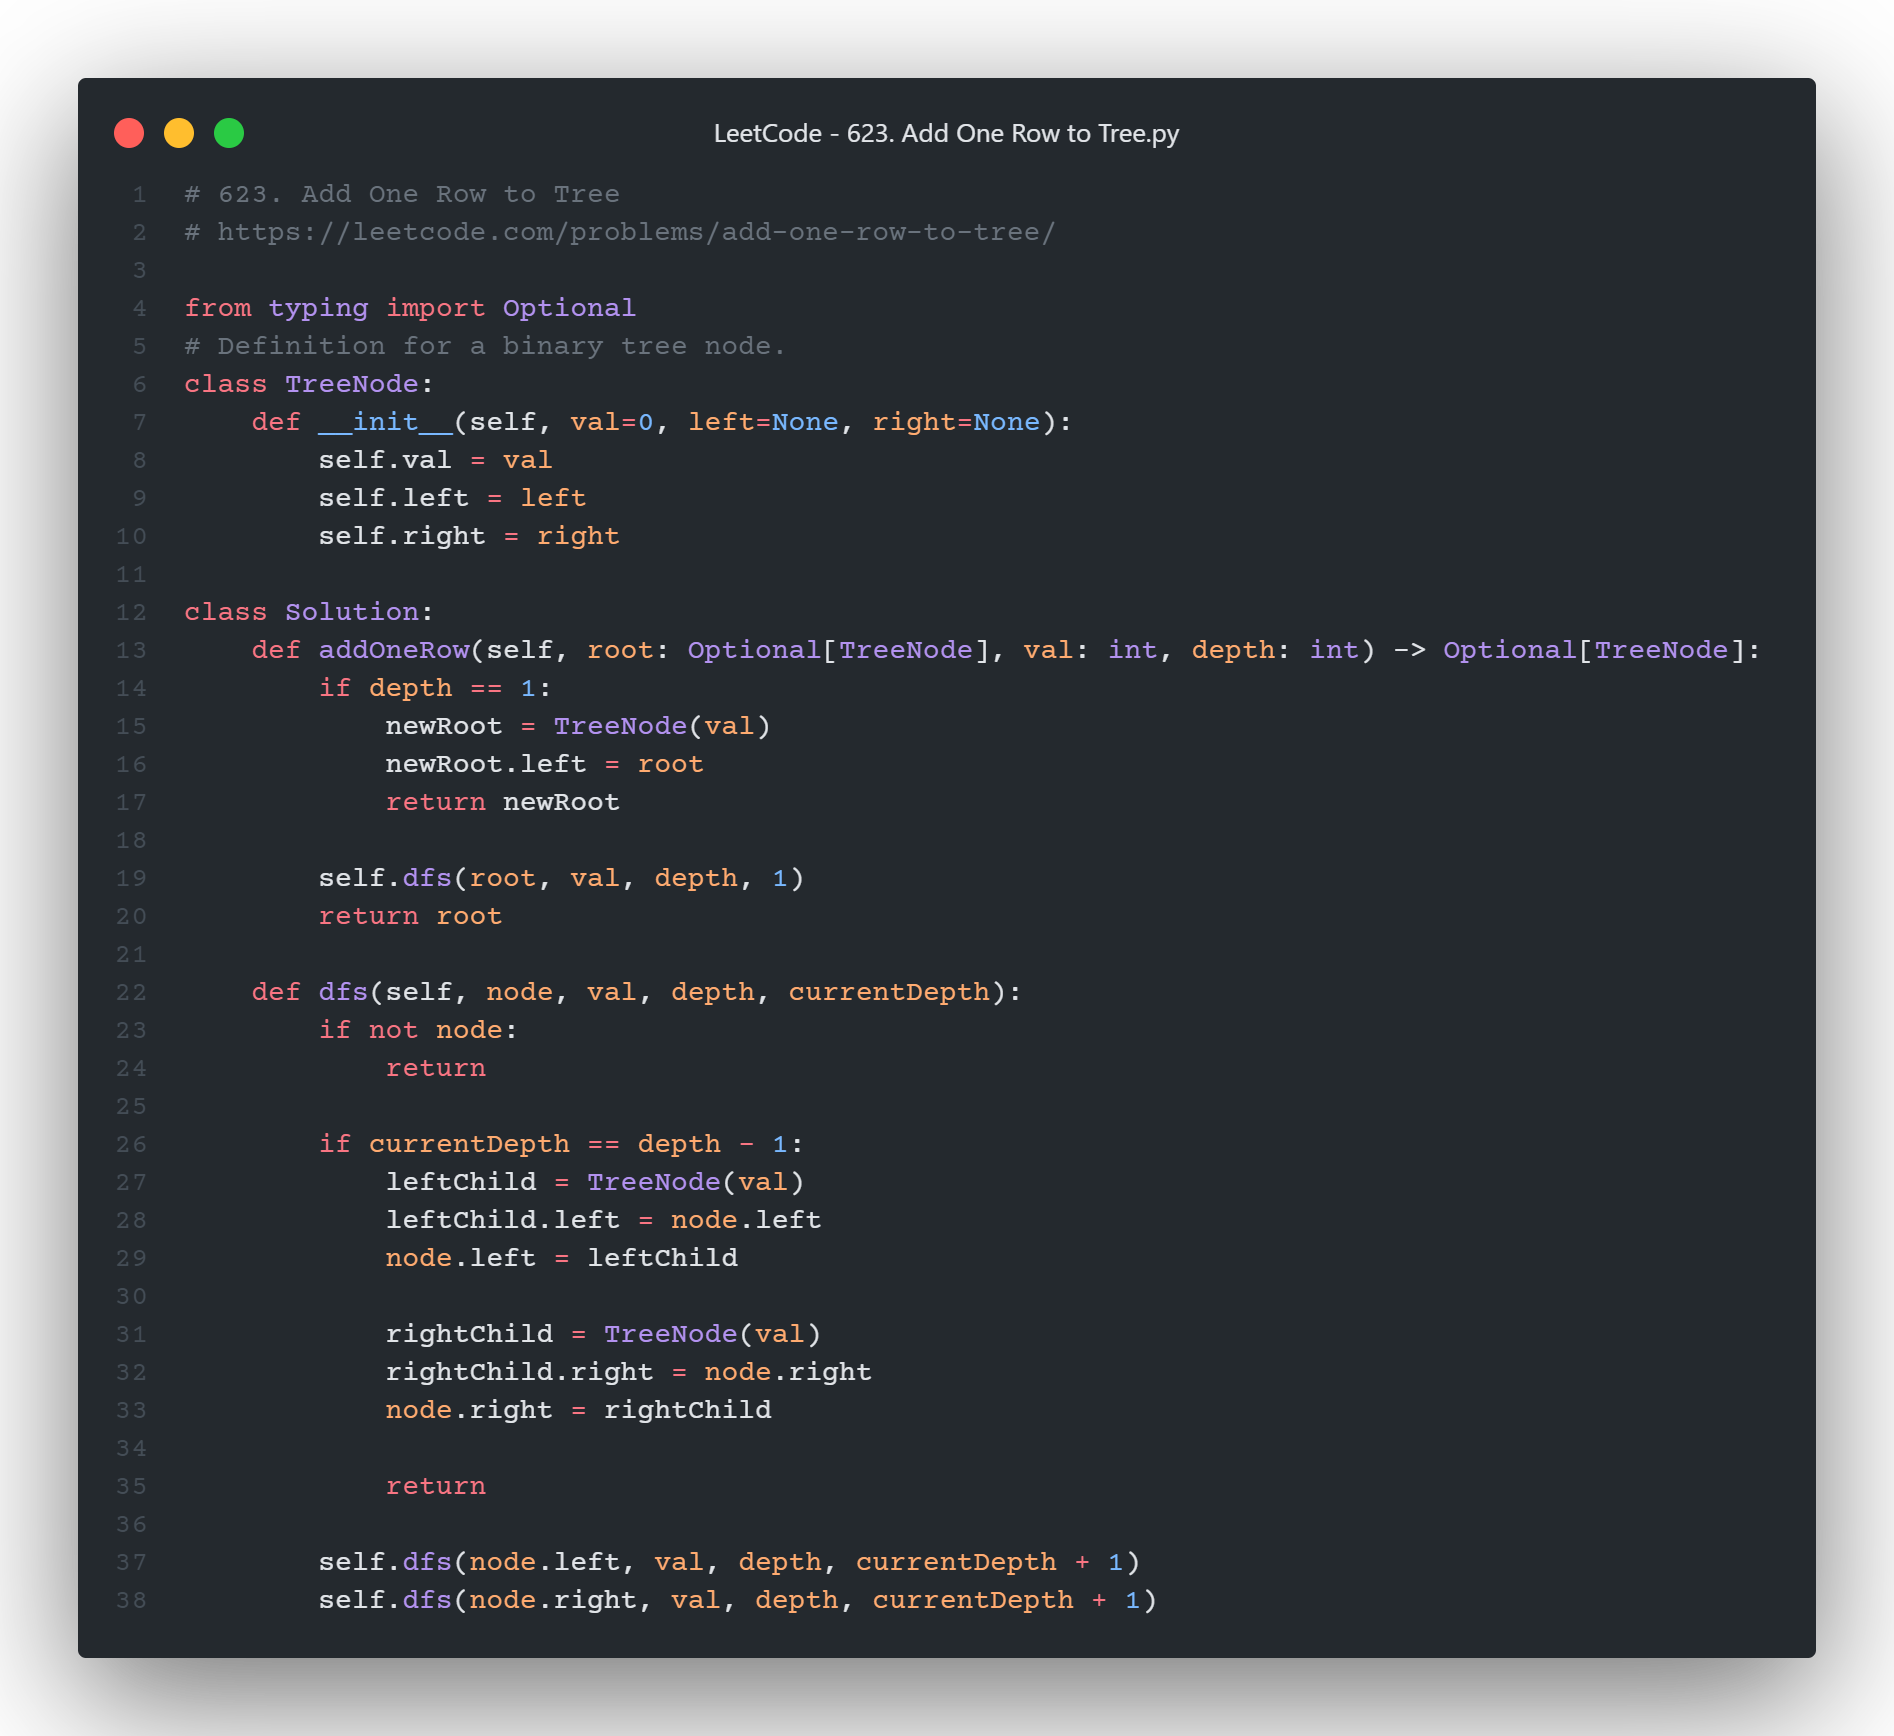 LeetCode - 623. Add One Row to Tree.py
1 # 623. Add One Row to Tree
2 # https://leetcode.com/problems/add-one-row-to-tree/
3
4 from typing import Optional
5 # Definition for a binary tree node.
6 class TreeNode:
7     def __init__(self, val=0, left=None, right=None):
8         self.val = val
9         self.left = left
10         self.right = right
11
12 class Solution:
13     def addOneRow(self, root: Optional[TreeNode], val: int, depth: int) -> Optional[TreeNode]:
14         if depth == 1:
15             newRoot = TreeNode(val)
16             newRoot.left = root
17             return newRoot
18
19         self.dfs(root, val, depth, 1)
20         return root
21
22     def dfs(self, node, val, depth, currentDepth):
23         if not node:
24             return
25
26         if currentDepth == depth - 1:
27             leftChild = TreeNode(val)
28             leftChild.left = node.left
29             node.left = leftChild
30
31             rightChild = TreeNode(val)
32             rightChild.right = node.right
33             node.right = rightChild
34
35             return
36
37         self.dfs(node.left, val, depth, currentDepth + 1)
38         self.dfs(node.right, val, depth, currentDepth + 1)